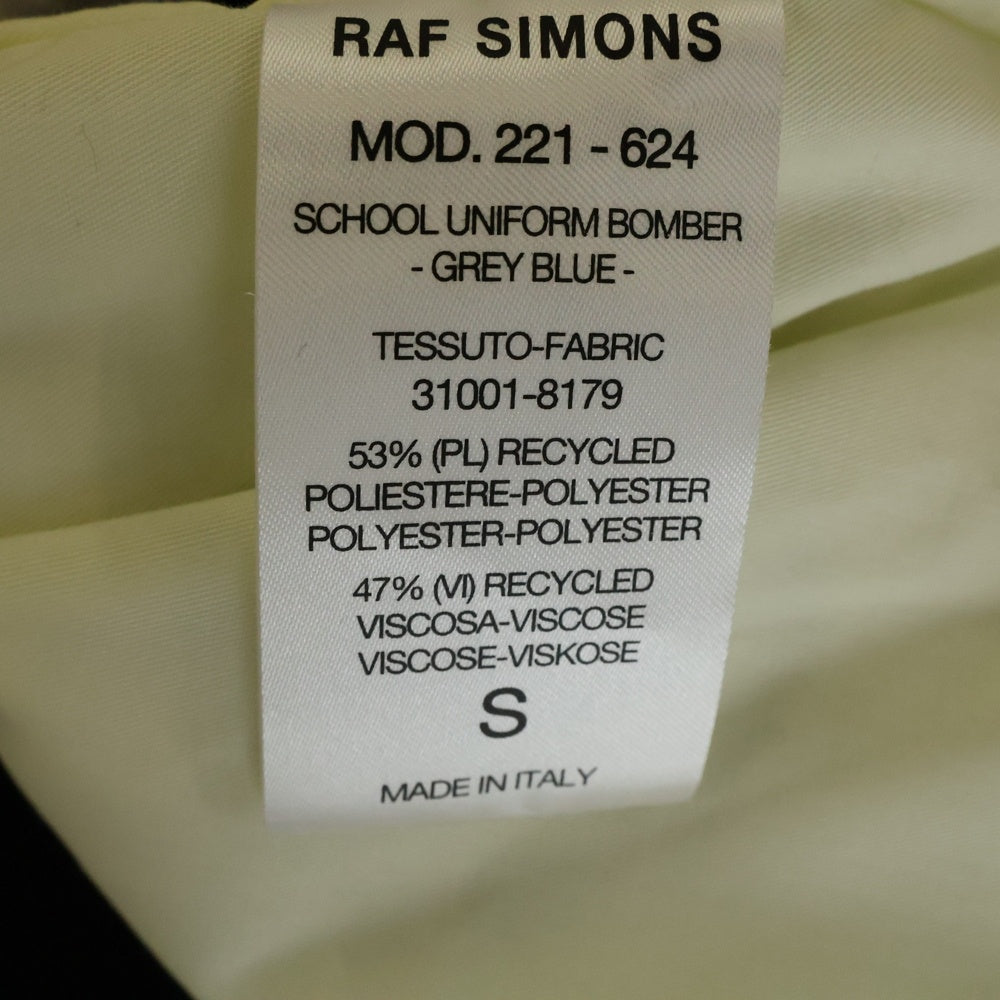 RAF SIMONS
MOD. 221 - 624
SCHOOL UNIFORM BOMBER
- GREY BLUE -
TESSUTO-FABRIC
31001-8179
53% (PL) RECYCLED
POLIESTERE-POLYESTER
POLYESTER-POLYESTER
47% (VI) RECYCLED
VISCOSA-VISCOSE
VISCOSE-VISKOSE
S
MADE IN ITALY